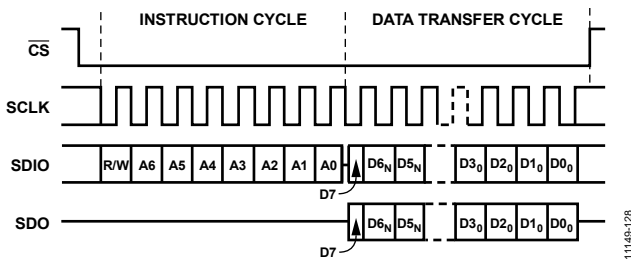 INSTRUCTION CYCLE DATA TRANSFER CYCLE
CS
SCLK
SDIO R/W A6 A5 A4 A3 A2 A1 A0 D6N D5N D30 D20 D10 D00
D7
SDO D6N D5N D30 D20 D10 D00
D7
11149-128